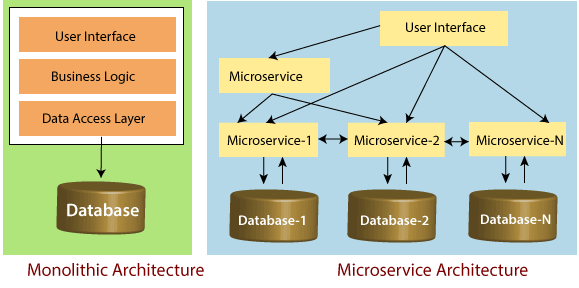 User Interface
Business Logic
Data Access Layer
Database
Monolithic Architecture
User Interface
Microservice
Microservice-1
Microservice-2
Microservice-N
Database-1
Database-2
Database-N
Microservice Architecture